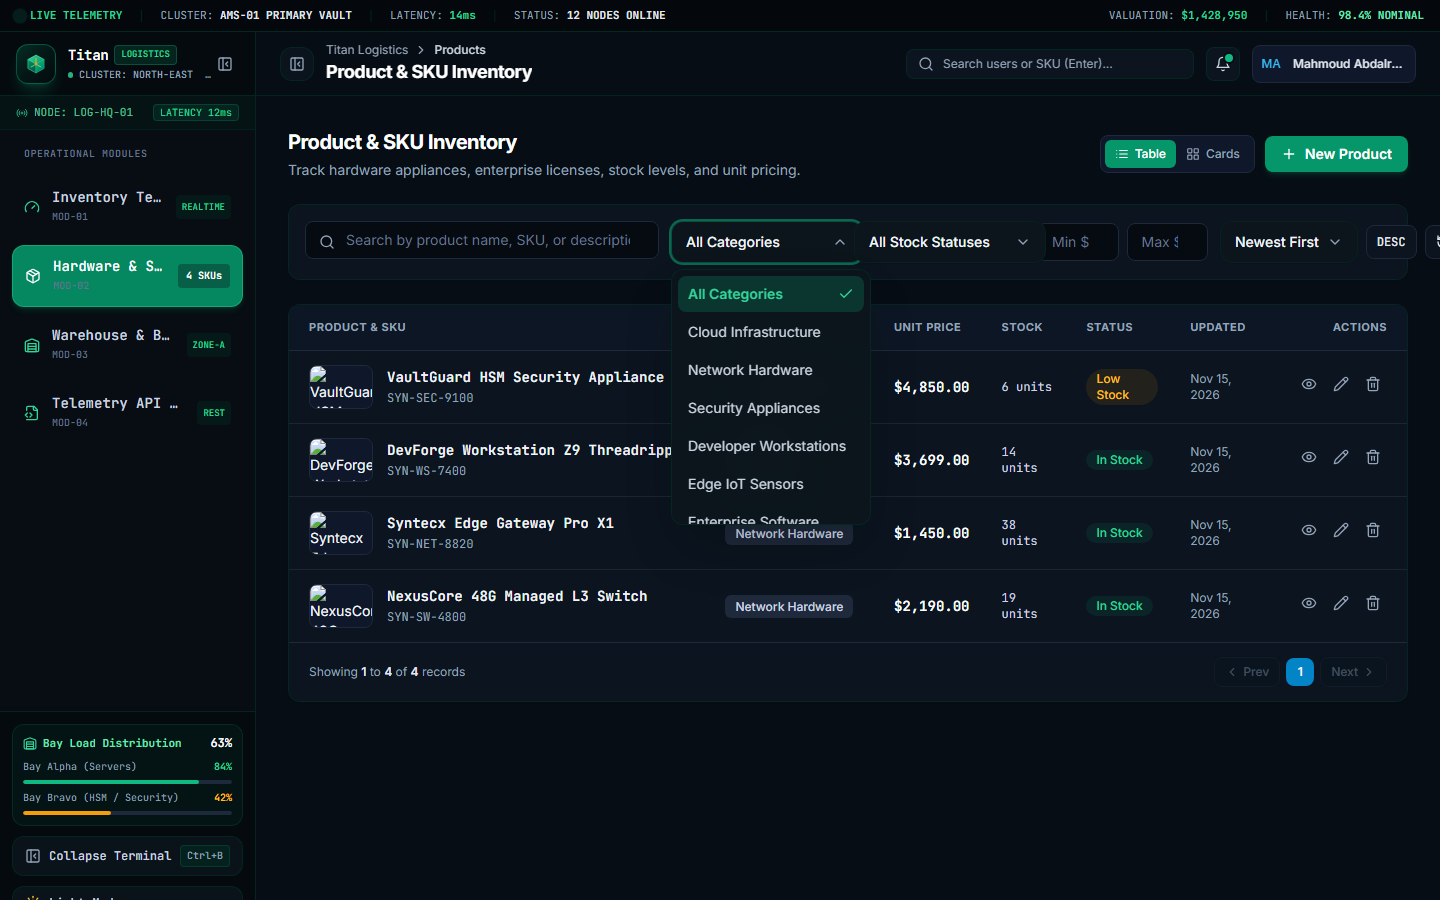 LIVE TELEMETRY CLUSTER: AMS-01 PRIMARY VAULT LATENCY: 14ms STATUS: 12 NODES ONLINE VALUATION: $1,428,950 HEALTH: 98.4% NOMINAL
Titan LOGISTICS
CLUSTER: NORTH-EAST …
NODE: LOG-HQ-01 LATENCY 12ms
OPERATIONAL MODULES
Inventory Te… REALTIME
MOD-01
Hardware & S… 4 SKUs
MOD-02
Warehouse & B… ZONE-A
MOD-03
Telemetry API … REST
MOD-04
Bay Load Distribution 63%
Bay Alpha (Servers) 84%
Bay Bravo (HSM / Security) 42%
Collapse Terminal Ctrl+B
Titan Logistics > Products
Product & SKU Inventory
Search users or SKU (Enter)...
MA Mahmoud Abdalr...
Product & SKU Inventory
Track hardware appliances, enterprise licenses, stock levels, and unit pricing.
Table Cards
New Product
Search by product name, SKU, or descripti
All Categories
All Stock Statuses
Min $
Max $
Newest First
DESC
All Categories
Cloud Infrastructure
Network Hardware
Security Appliances
Developer Workstations
Edge IoT Sensors
Enterprise Software
PRODUCT & SKU UNIT PRICE STOCK STATUS UPDATED ACTIONS
VaultGuar
VaultGuard HSM Security Appliance
SYN-SEC-9100
$4,850.00 6 units
Low
Stock
Nov 15,
2026
DevForge
DevForge Workstation Z9 Threadripp
SYN-WS-7400
$3,699.00
14
units
In Stock
Nov 15,
2026
Syntecx
Syntecx Edge Gateway Pro X1
SYN-NET-8820
Network Hardware
$1,450.00
38
units
In Stock
Nov 15,
2026
NexusCor
NexusCore 48G Managed L3 Switch
SYN-SW-4800
Network Hardware
$2,190.00
19
units
In Stock
Nov 15,
2026
Showing 1 to 4 of 4 records
Prev 1 Next